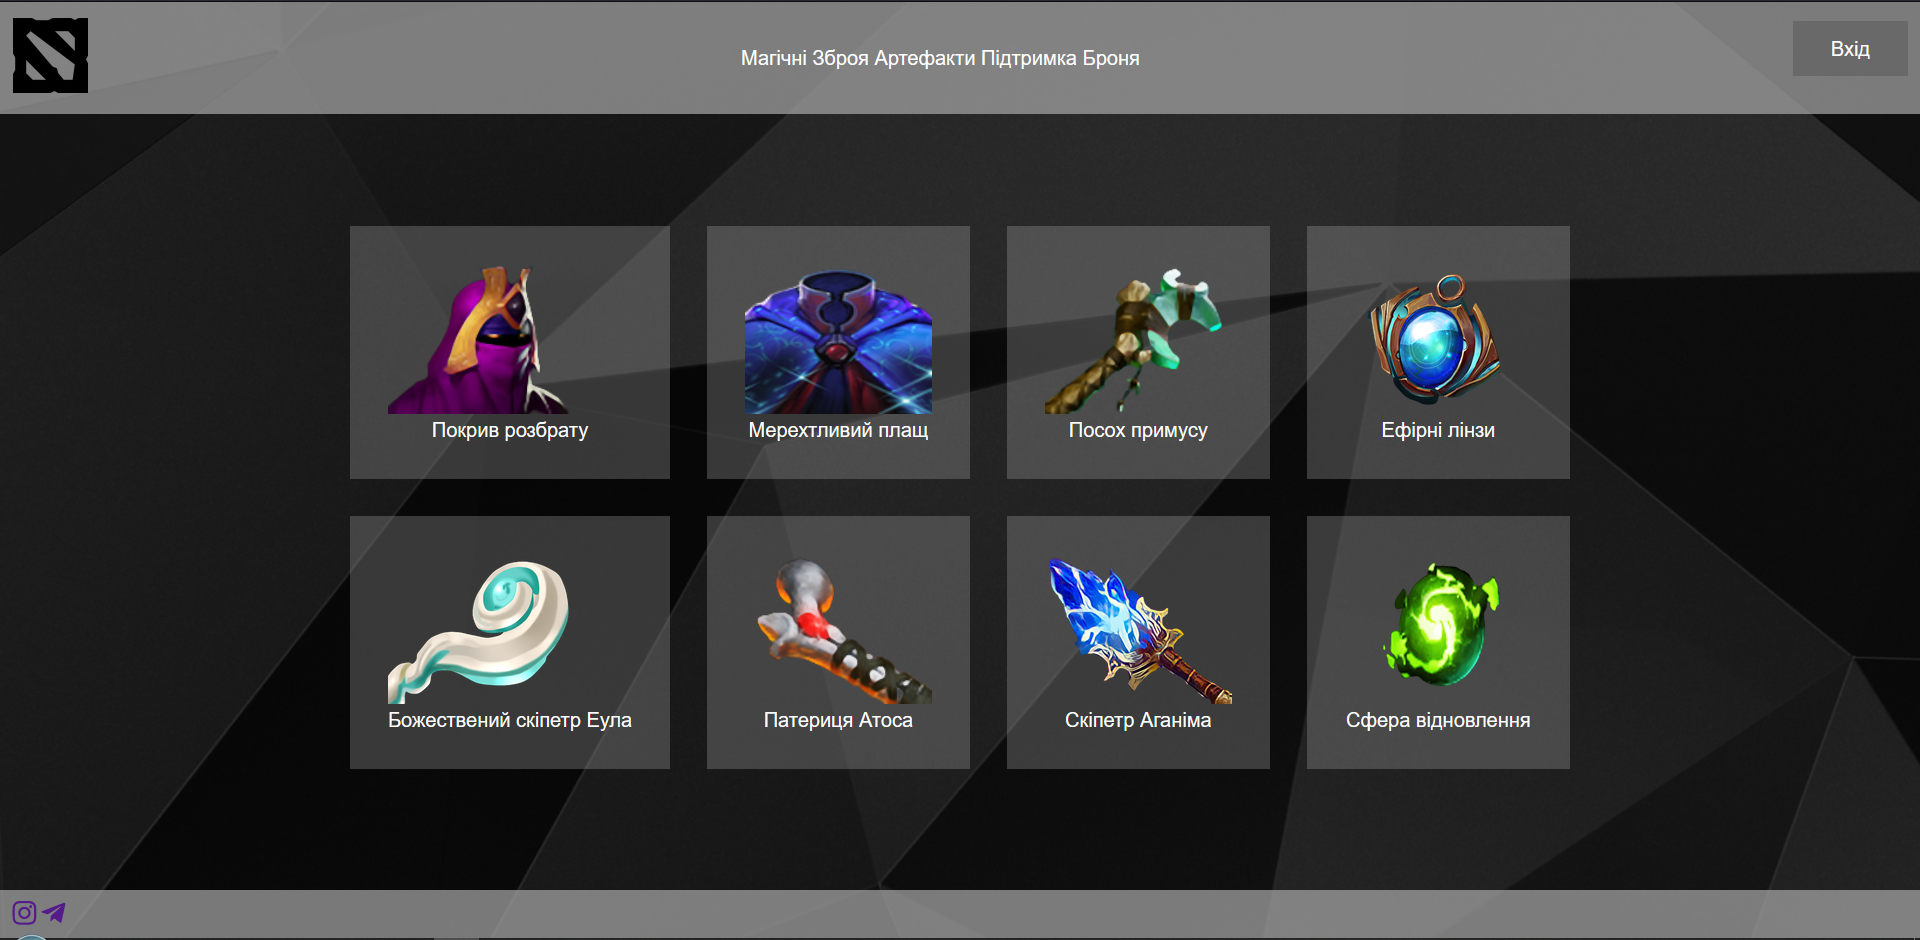 Магічні Зброя Артефакти Підтримка Броня
Вхід
Покрив розбрату
Мерехтливий плащ
Посох примусу
Ефірні лінзи
Божествений скіпетр Еула
Патериця Атоса
Скіпетр Аганіма
Сфера відновлення